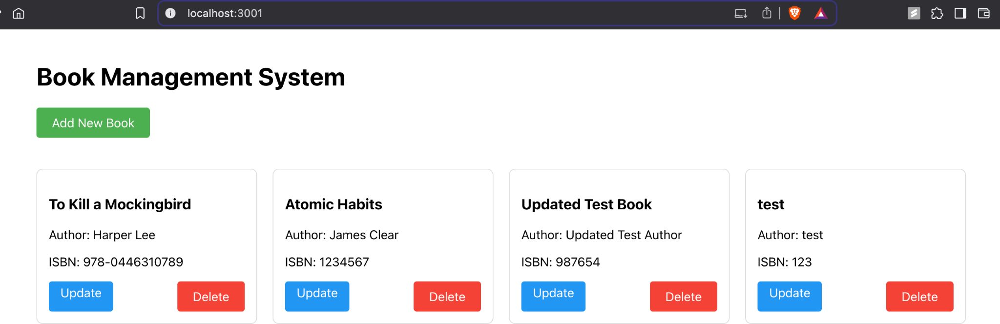 localhost:3001
Book Management System
Add New Book
To Kill a Mockingbird
Author: Harper Lee
ISBN: 978-0446310789
Update
Delete
Atomic Habits
Author: James Clear
ISBN: 1234567
Update
Delete
Updated Test Book
Author: Updated Test Author
ISBN: 987654
Update
Delete
test
Author: test
ISBN: 123
Update
Delete